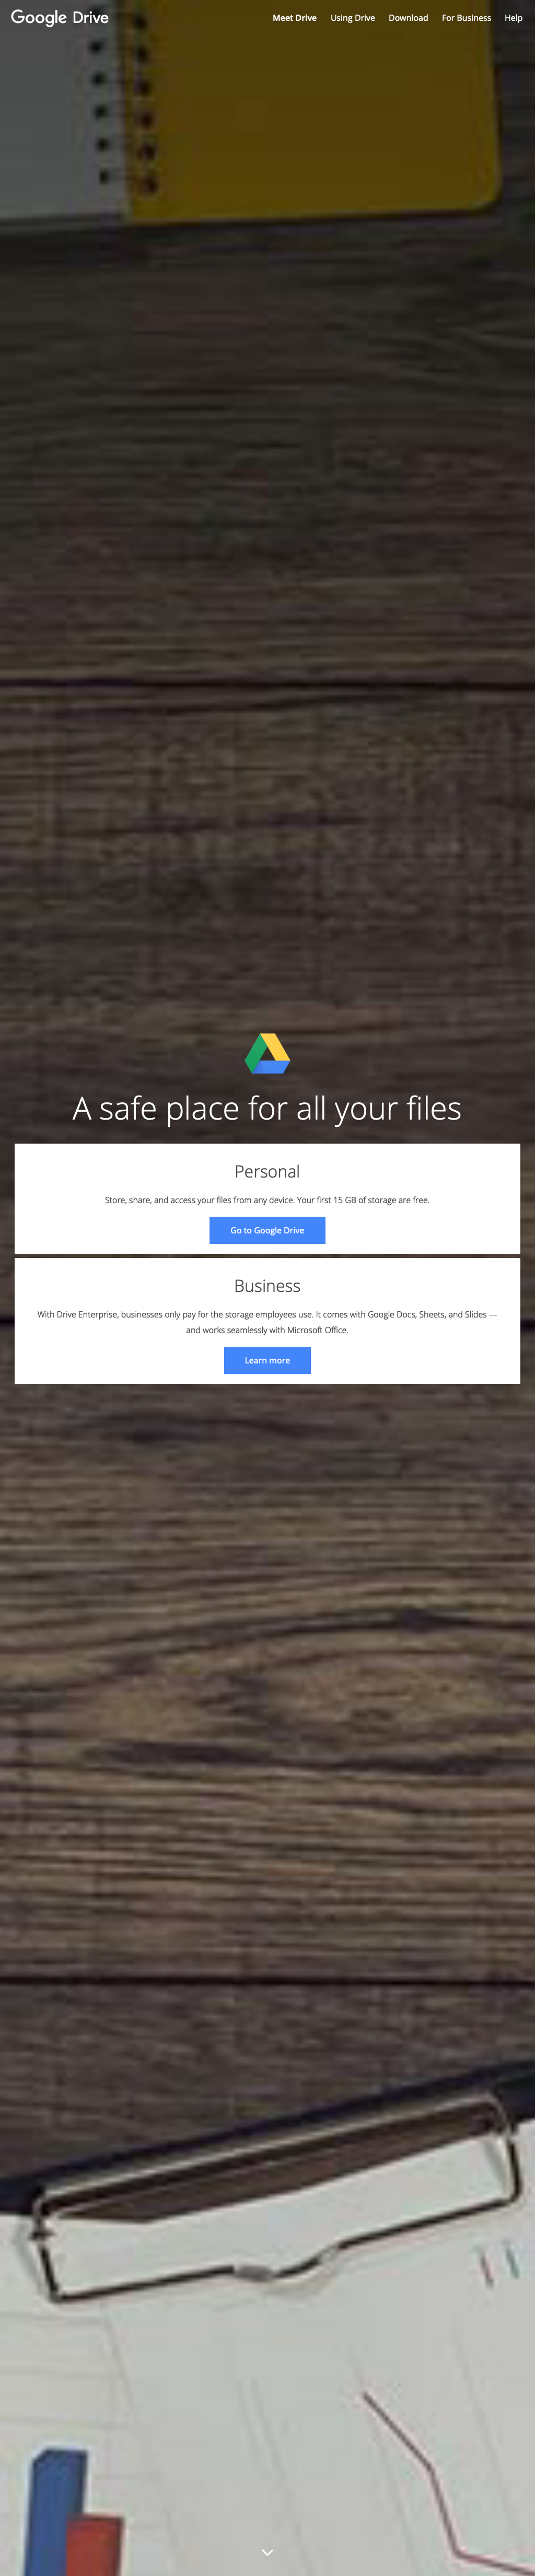 Google Drive
Meet Drive
Using Drive
Download
For Business
Help
A safe place for all your files
Personal
Store, share, and access your files from any device. Your first 15 GB of storage are free.
Go to Google Drive
Business
With Drive Enterprise, businesses only pay for the storage employees use. It comes with Google Docs, Sheets, and Slides —
and works seamlessly with Microsoft Office.
Learn more